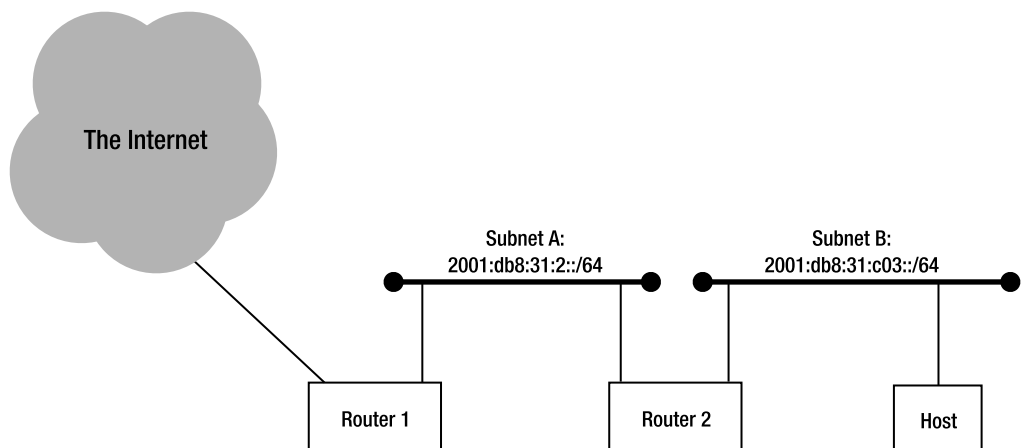 The Internet
Subnet A:
2001:db8:31:2::/64
Subnet B:
2001:db8:31:c03::/64
Router 1
Router 2
Host